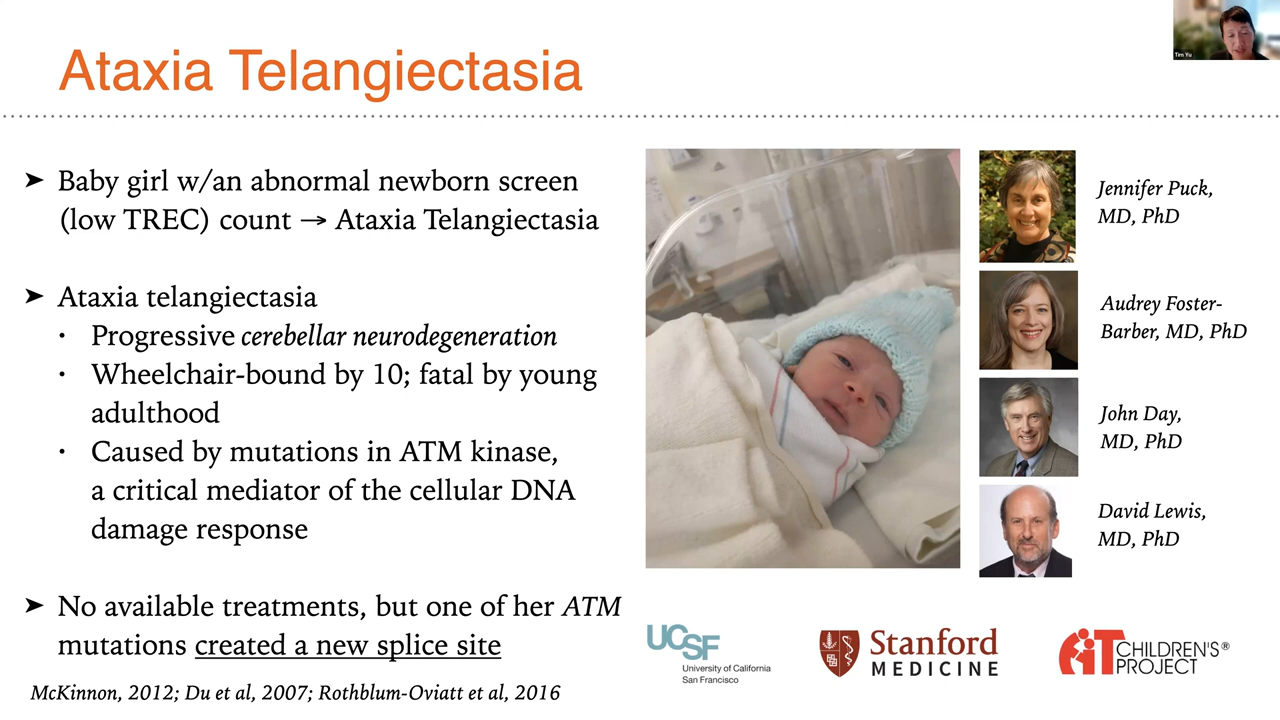 Ataxia Telangiectasia
Tim Yu
➤ Baby girl w/an abnormal newborn screen
(low TREC) count → Ataxia Telangiectasia
➤ Ataxia telangiectasia
• Progressive cerebellar neurodegeneration
• Wheelchair-bound by 10; fatal by young
adulthood
• Caused by mutations in ATM kinase,
a critical mediator of the cellular DNA
damage response
➤ No available treatments, but one of her ATM
mutations created a new splice site
McKinnon, 2012; Du et al, 2007; Rothblum-Oviatt et al, 2016
Jennifer Puck,
MD, PhD
Audrey Foster-
Barber, MD, PhD
John Day,
MD, PhD
David Lewis,
MD, PhD
UCSF
University of California
San Francisco
Stanford
MEDICINE
AT CHILDREN'S®
PROJECT